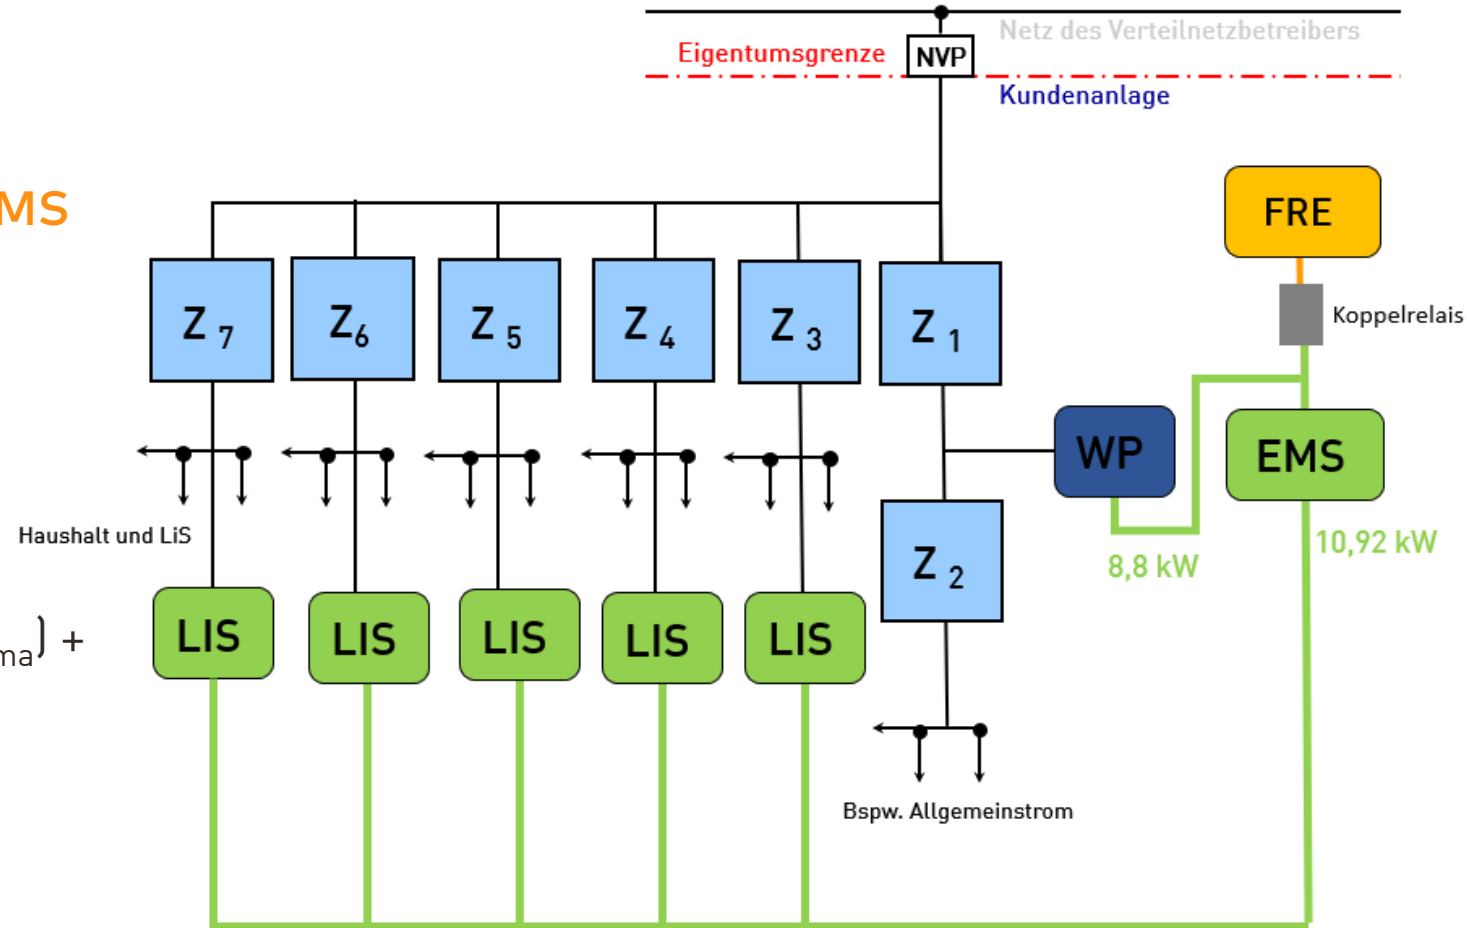 Netz des Verteilnetzbetreibers
Eigentumsgrenze
NVP
Kundenanlage
MS
FRE
Koppelrelais
Z 7
Z6
Z 5
Z 4
Z 3
Z 1
WP
EMS
Haushalt und LiS
8,8 kW
10,92 kW
Z 2
LIS
LIS
LIS
LIS
LIS
ma) +
Bspw. Allgemeinstrom